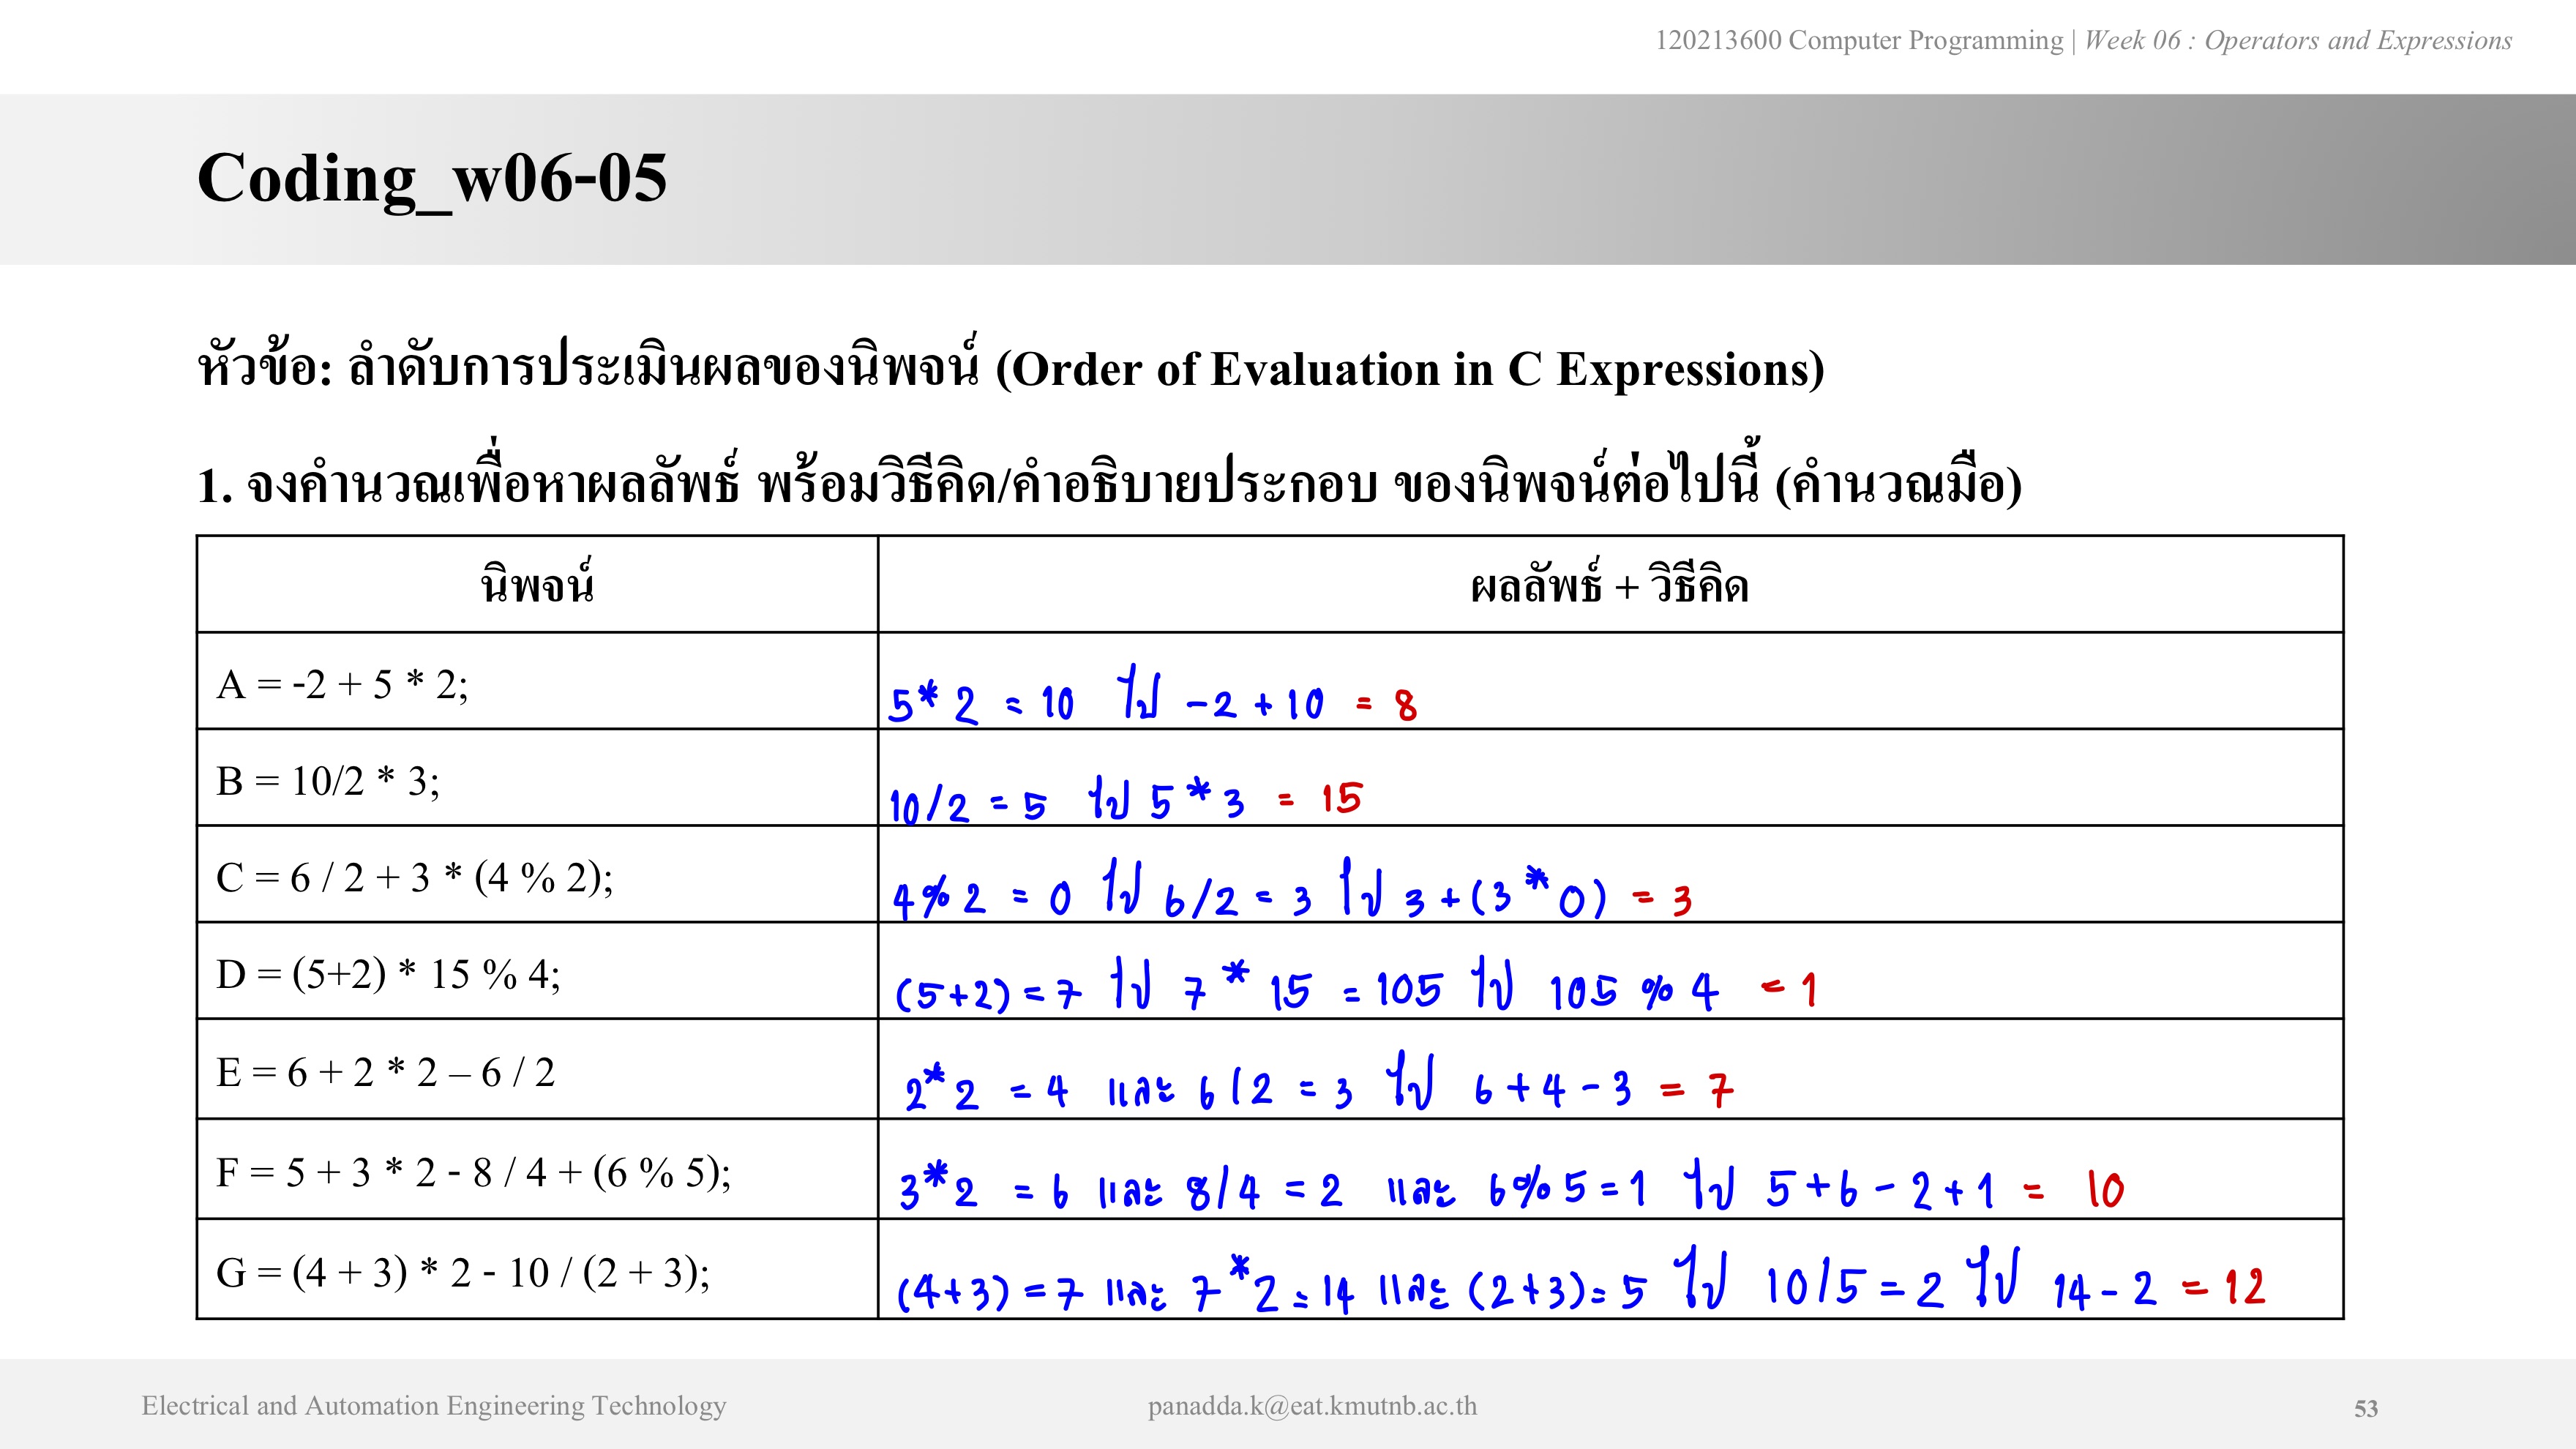 120213600 Computer Programming | Week 06 : Operators and Expressions
Coding_w06-05
หัวข้อ: ลำดับการประเมินผลของนิพจน์ (Order of Evaluation in C Expressions)
1. จงคำนวณเพื่อหาผลลัพธ์ พร้อมวิธีคิด/คำอธิบายประกอบ ของนิพจน์ต่อไปนี้ (คำนวณมือ)
นิพจน์ ผลลัพธ์ + วิธีคิด
A = -2 + 5 * 2; 5*2 = 10 ไป -2 + 10 = 8
B = 10/2 * 3; 10/2 = 5 ไป 5 * 3 = 15
C = 6 / 2 + 3 * (4 % 2); 4%2 = 0 ไป 6/2 = 3 ไป 3+(3*0) = 3
D = (5+2) * 15 % 4; (5+2) = 7 ไป 7 * 15 = 105 ไป 105 % 4 = 1
E = 6 + 2 * 2 – 6 / 2 2*2 = 4 และ 6/2 = 3 ไป 6 + 4 - 3 = 7
F = 5 + 3 * 2 - 8 / 4 + (6 % 5); 3*2 = 6 และ 8/4 = 2 และ 6%5 = 1 ไป 5+6 - 2+1 = 10
G = (4 + 3) * 2 - 10 / (2 + 3); (4+3) = 7 และ 7*2 = 14 และ (2+3) = 5 ไป 10/5 = 2 ไป 14 - 2 = 12
Electrical and Automation Engineering Technology panadda.k@eat.kmutnb.ac.th 53